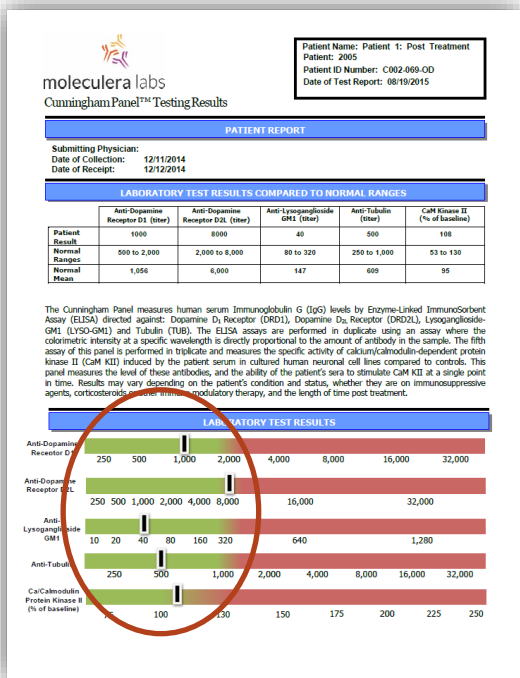 Patient Name: Patient 1: Post Treatment
Patient: 2005
Patient ID Number: C002-069-OD
Date of Test Report: 08/19/2015
moleculera labs
Cunningham Panel™ Testing Results
PATIENT REPORT
Submitting Physician:
Date of Collection: 12/11/2014
Date of Receipt: 12/12/2014
LABORATORY TEST RESULTS COMPARED TO NORMAL RANGES
Anti-Dopamine Receptor D1 (titer) Anti-Dopamine Receptor D2L (titer) Anti-Lysoganglioside GM1 (titer) Anti-Tubulin (titer) CaM Kinase II (% of baseline)
Patient Result 1000 8000 40 500 108
Normal Ranges 500 to 2,000 2,000 to 8,000 80 to 320 250 to 1,000 53 to 130
Normal Mean 1,056 6,000 147 609 95
The Cunningham Panel measures human serum Immunoglobulin G (IgG) levels by Enzyme-Linked ImmunoSorbent
Assay (ELISA) directed against: Dopamine D1 Receptor (DRD1), Dopamine D2L Receptor (DRD2L), Lysoganglioside-
GM1 (LYSO-GM1) and Tubulin (TUB). The ELISA assays are performed in duplicate using an assay where the
colorimetric intensity at a specific wavelength is directly proportional to the amount of antibody in the sample. The fifth
assay of this panel is performed in triplicate and measures the specific activity of calcium/calmodulin-dependent protein
kinase II (CaM KII) induced by the patient serum in cultured human neuronal cell lines compared to controls. This
panel measures the level of these antibodies, and the ability of the patient's sera to stimulate CaM KII at a single point
in time. Results may vary depending on the patient's condition and status, whether they are on immunosuppressive
agents, corticosteroids or other immunomodulatory therapy, and the length of time post treatment.
LABORATORY TEST RESULTS
Anti-Dopamine
Receptor D1
250 500 1,000 2,000 4,000 8,000 16,000 32,000
Anti-Dopamine
Receptor D2L
250 500 1,000 2,000 4,000 8,000 16,000 32,000
Anti-
Lysoganglioside
GM1
10 20 40 80 160 320 640 1,280
Anti-Tubulin
250 500 1,000 2,000 4,000 8,000 16,000 32,000
Ca/Calmodulin
Protein Kinase II
(% of baseline)
75 100 130 150 175 200 225 250